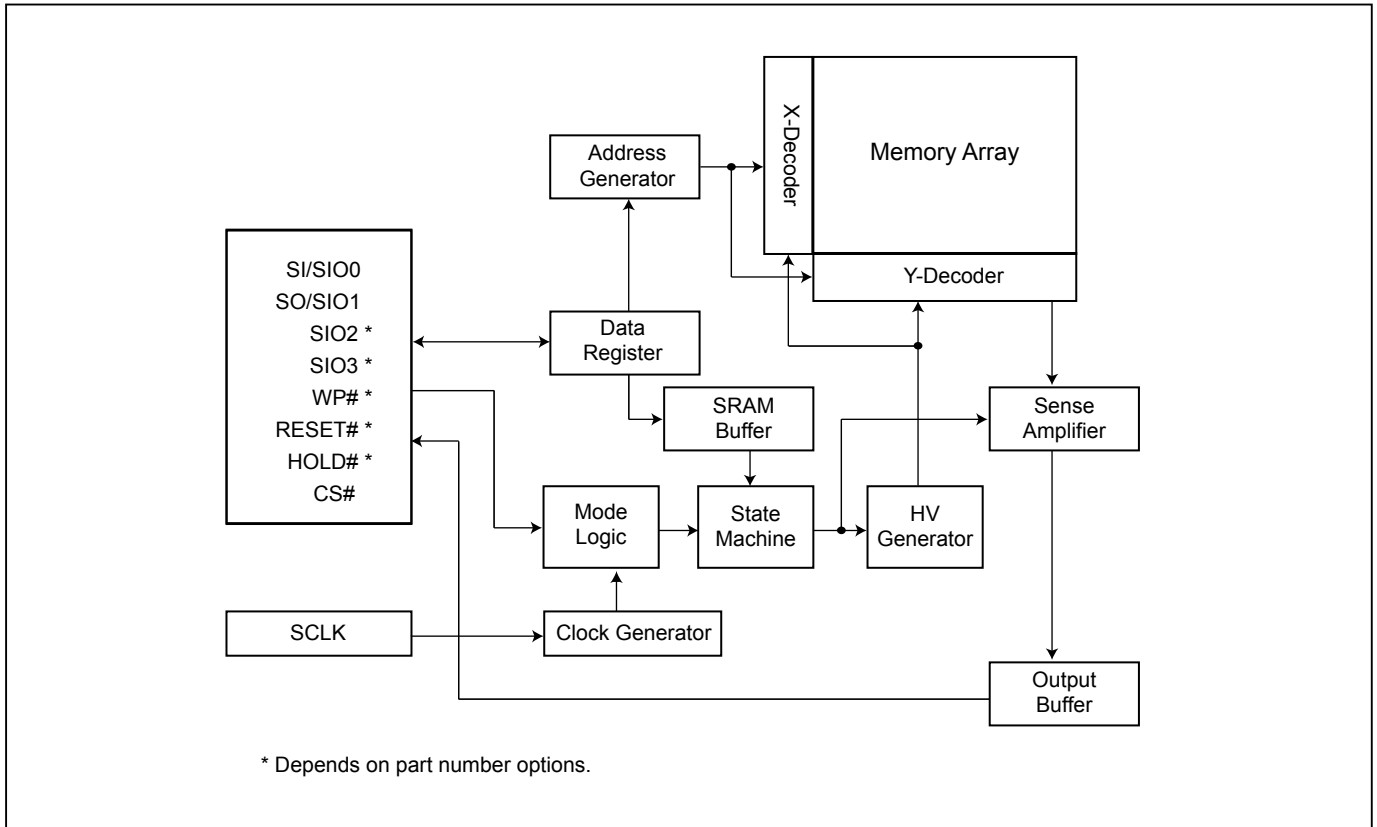 X-Decoder
Memory Array
Address
Generator
Y-Decoder
SI/SIO0
SO/SIO1
SIO2 *
SIO3 *
WP# *
RESET# *
HOLD# *
CS#
Data
Register
SRAM
Buffer
Sense
Amplifier
Mode
Logic
State
Machine
HV
Generator
SCLK
Clock Generator
Output
Buffer
* Depends on part number options.